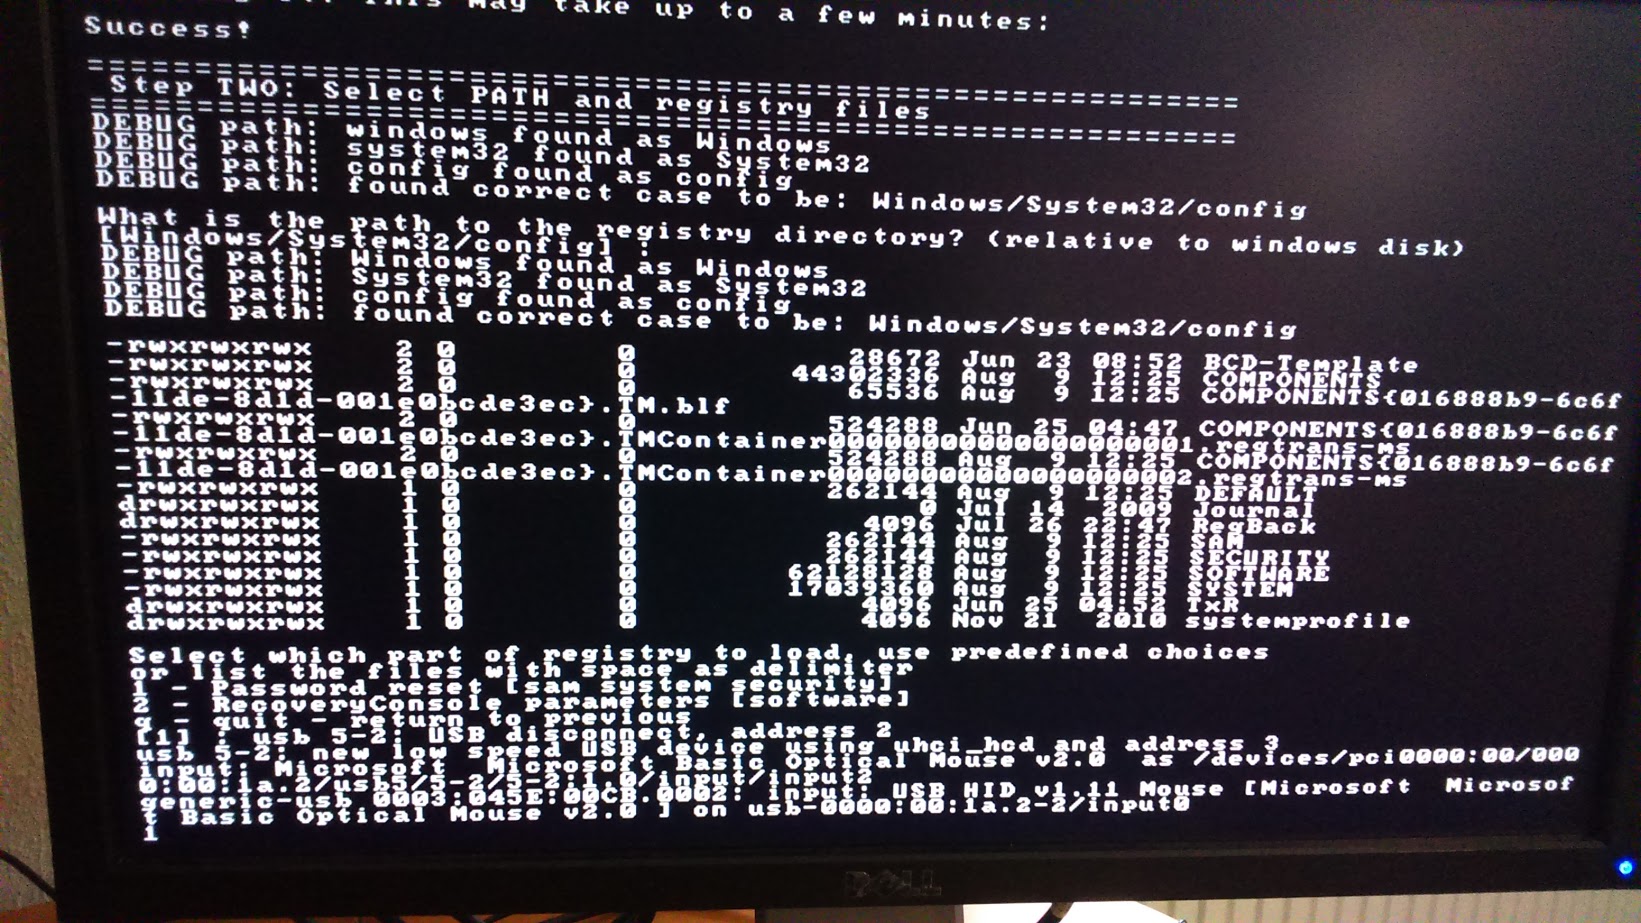 This may take up to a few minutes:
Success!
================================================
Step TWO: Select PATH and registry files
================================================
DEBUG path: windows found as Windows
DEBUG path: system32 found as System32
DEBUG path: config found as config
DEBUG path: found correct case to be: Windows/System32/config
What is the path to the registry directory? (relative to windows disk)
[Windows/System32/config] :
DEBUG path: Windows found as Windows
DEBUG path: System32 found as System32
DEBUG path: config found as config
DEBUG path: found correct case to be: Windows/System32/config
-rwxrwxrwx 2 0 0 28672 Jun 23 08:52 BCD-Template
-rwxrwxrwx 2 0 0 44302336 Aug 9 12:25 COMPONENTS
-rwxrwxrwx 2 0 0 65536 Aug 9 12:25 COMPONENTS{016888b9-6c6f
-11de-8d1d-001e0bcde3ec}.TM.blf
-rwxrwxrwx 2 0 0 524288 Jun 25 04:47 COMPONENTS{016888b9-6c6f
-11de-8d1d-001e0bcde3ec}.TMContainer00000000000000000001.regtrans-ms
-rwxrwxrwx 2 0 0 524288 Aug 9 12:25 COMPONENTS{016888b9-6c6f
-11de-8d1d-001e0bcde3ec}.TMContainer00000000000000000002.regtrans-ms
-rwxrwxrwx 1 0 0 262144 Aug 9 12:25 DEFAULT
drwxrwxrwx 1 0 0 0 Jul 14 2009 Journal
drwxrwxrwx 1 0 0 4096 Jul 26 22:47 RegBack
-rwxrwxrwx 1 0 0 262144 Aug 9 12:25 SAM
-rwxrwxrwx 1 0 0 262144 Aug 9 12:25 SECURITY
-rwxrwxrwx 1 0 0 62128128 Aug 9 12:25 SOFTWARE
-rwxrwxrwx 1 0 0 17039360 Aug 9 12:25 SYSTEM
drwxrwxrwx 1 0 0 4096 Jun 25 04:52 TxR
drwxrwxrwx 1 0 0 4096 Nov 21 2010 systemprofile
Select which part of registry to load, use predefined choices
or list the files with space as delimiter
1 - Password reset [sam system security]
2 - RecoveryConsole parameters [software]
q - quit - return to previous
[1] : usb 5-2: USB disconnect, address 2
usb 5-2: new low speed USB device using uhci_hcd and address 3
input: Microsoft Microsoft Basic Optical Mouse v2.0 as /devices/pci0000:00/000
0:00:1a.2/usb5/5-2/5-2:1.0/input/input2
generic-usb 0003:045E:00CB.0002: input: USB HID v1.11 Mouse [Microsoft Microsof
t Basic Optical Mouse v2.0 ] on usb-0000:00:1a.2-2/input0
1
DELL